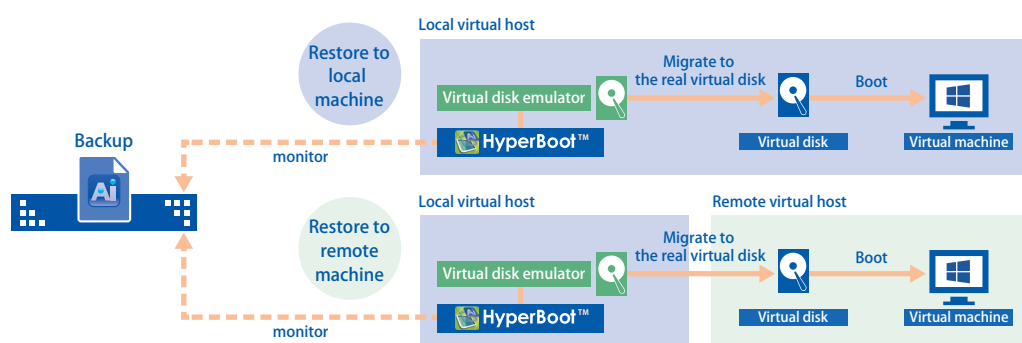 Local virtual host
Restore to
local
machine
Migrate to
the real virtual disk
Boot
Virtual disk emulator
HyperBoot™
Virtual disk
Virtual machine
Backup
Ai
monitor
Local virtual host
Remote virtual host
Restore to
remote
machine
Migrate to
the real virtual disk
Boot
Virtual disk emulator
HyperBoot™
Virtual disk
Virtual machine
monitor